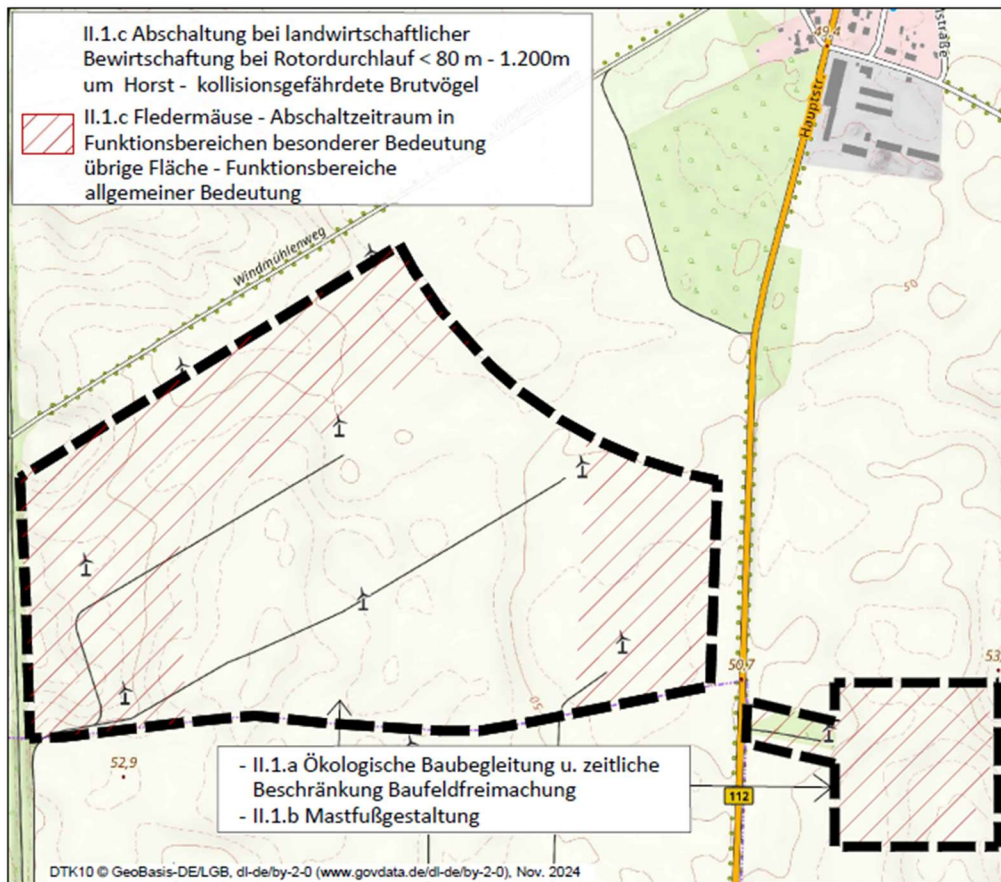 II.1.c Abschaltung bei landwirtschaftlicher
Bewirtschaftung bei Rotordurchlauf < 80 m - 1.200m
um Horst - kollisionsgefährdete Brutvögel
II.1.c Fledermäuse - Abschaltzeitraum in
Funktionsbereichen besonderer Bedeutung
übrige Fläche - Funktionsbereiche
allgemeiner Bedeutung
49,4
Hauptstr.
Windmühlenweg
50
50
50,7
53,
52,9
- II.1.a Ökologische Baubegleitung u. zeitliche
Beschränkung Baufeldfreimachung
- II.1.b Mastfußgestaltung
112
DTK10 © GeoBasis-DE/LGB, dl-de/by-2-0 (www.govdata.de/dl-de/by-2-0), Nov. 2024